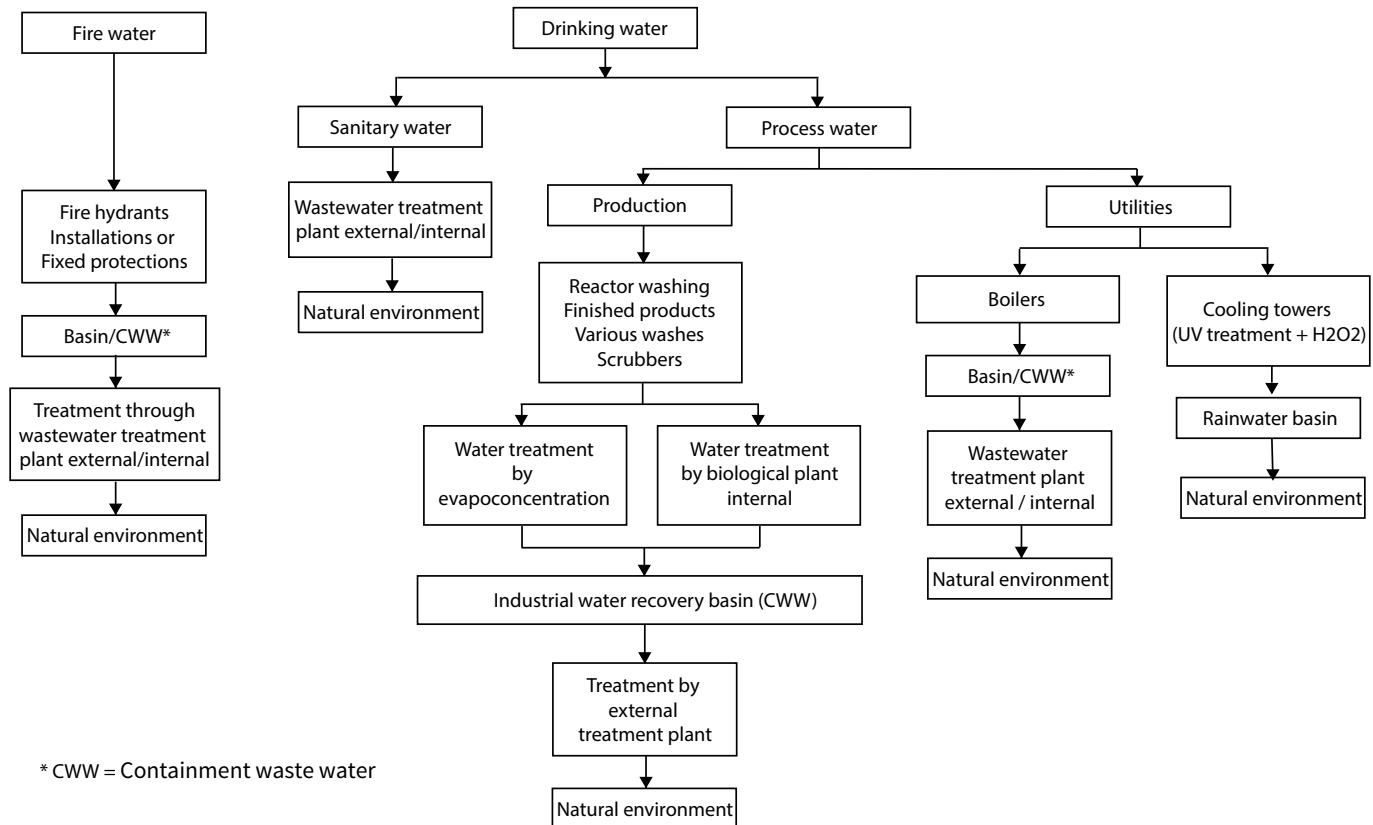 Fire water
Drinking water
Sanitary water
Process water
Fire hydrants
Installations or
Fixed protections
Wastewater treatment
plant external/internal
Production
Utilities
Natural environment
Reactor washing
Finished products
Various washes
Scrubbers
Boilers
Cooling towers
(UV treatment + H2O2)
Basin/CWW*
Basin/CWW*
Treatment through
wastewater treatment
plant external/internal
Water treatment
by
evapoconcentration
Water treatment
by biological plant
internal
Wastewater
treatment plant
external / internal
Rainwater basin
Natural environment
Natural environment
Natural environment
Industrial water recovery basin (CWW)
Treatment by
external
treatment plant
Natural environment
* CWW = Containment waste water